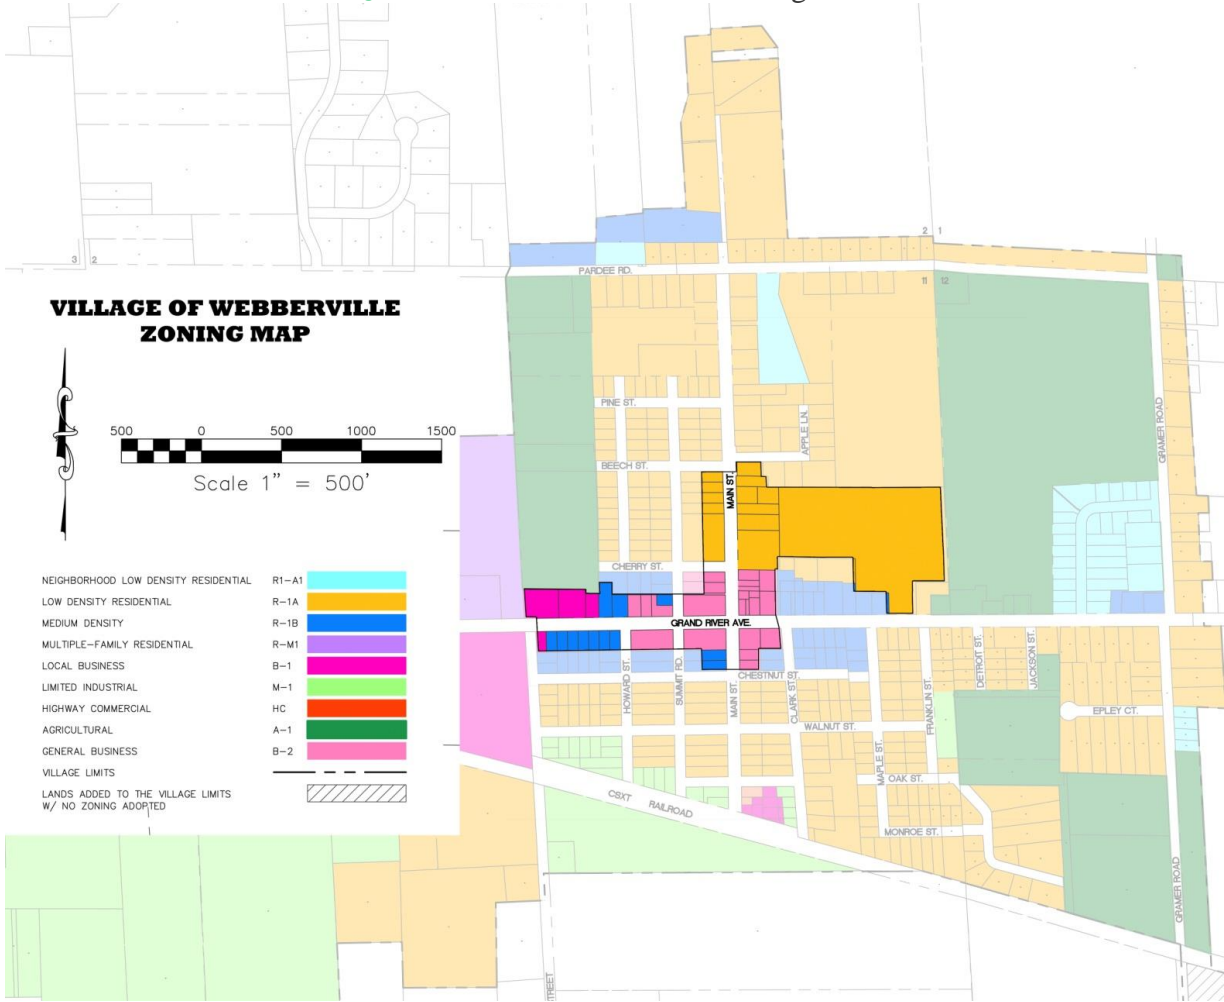 2 1
3 2
PARDEE RD.
11 12
VILLAGE OF WEBBERVILLE
ZONING MAP
500 0 500 1000 1500
Scale 1" = 500'
PINE ST.
APPLE LN.
GRAMER ROAD
BEECH ST.
MAIN ST.
CHERRY ST.
NEIGHBORHOOD LOW DENSITY RESIDENTIAL R1-A1
LOW DENSITY RESIDENTIAL R-1A
MEDIUM DENSITY R-1B
MULTIPLE-FAMILY RESIDENTIAL R-M1
LOCAL BUSINESS B-1
LIMITED INDUSTRIAL M-1
HIGHWAY COMMERCIAL HC
AGRICULTURAL A-1
GENERAL BUSINESS B-2
VILLAGE LIMITS
LANDS ADDED TO THE VILLAGE LIMITS
W/ NO ZONING ADOPTED
GRAND RIVER AVE.
HOWARD ST.
SUMMIT RD.
MAIN ST.
CHESTNUT ST.
CLARK ST.
DETROIT ST.
JACKSON ST.
FRANKLIN ST.
WALNUT ST.
EPLEY CT.
MAPLE ST.
OAK ST.
CSXT RAILROAD
MONROE ST.
GRAMER ROAD
TREET